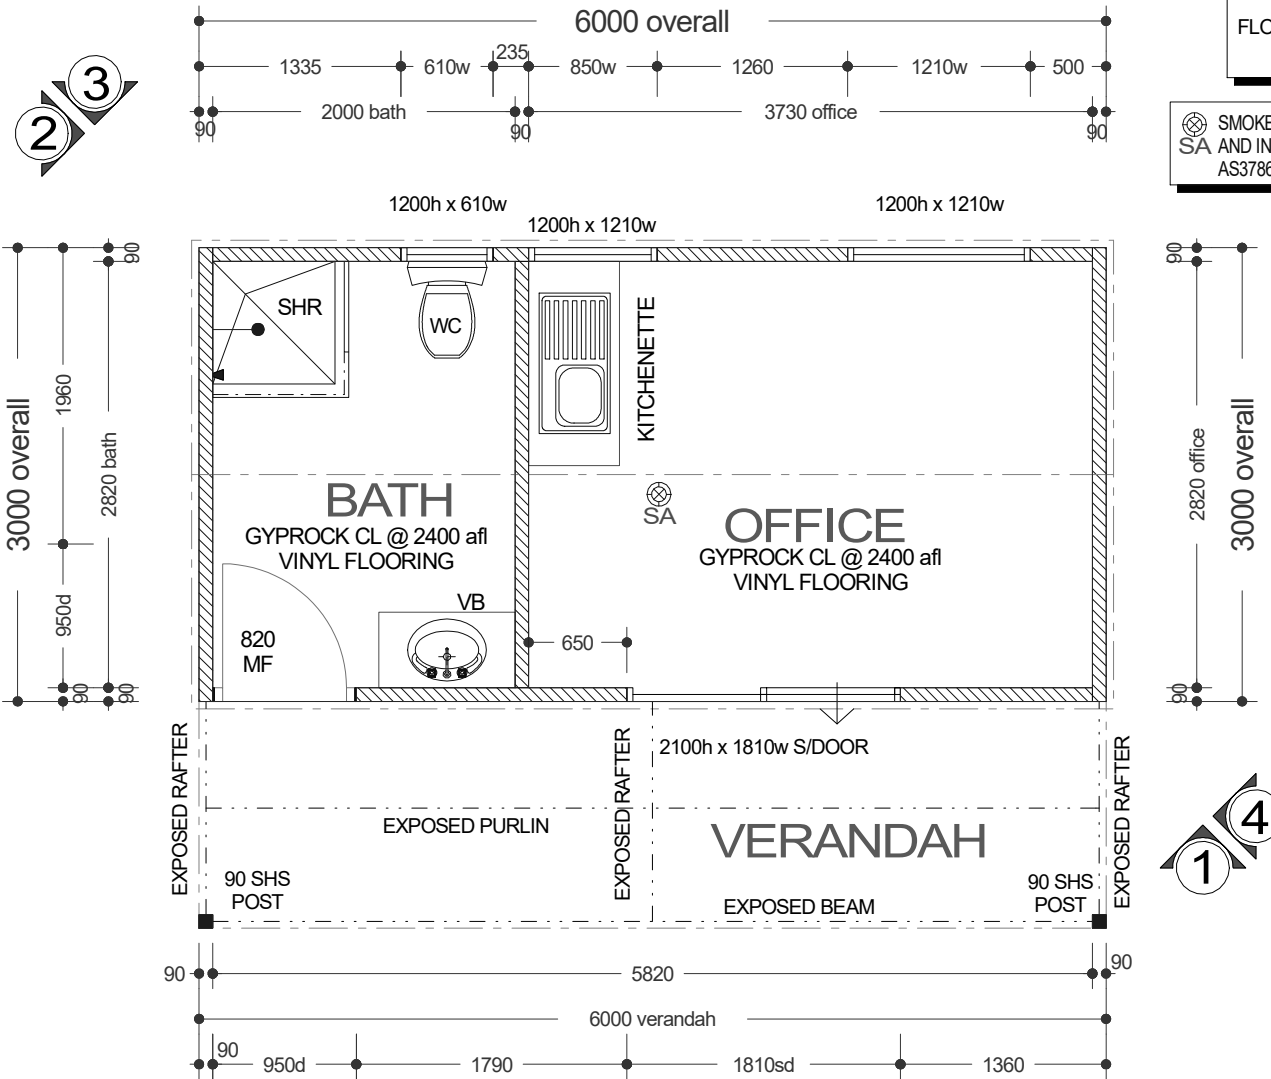 6000 overall
FLO
1335
610w
235
850w
1260
1210w
500
3
2
2000 bath
3730 office
90
90
90
SMOKE
SA
AND IN
AS3786
1200h x 610w
1200h x 1210w
1200h x 1210w
90
90
SHR
WC
KITCHENETTE
3000 overall
1960
2820 bath
2820 office
3000 overall
BATH
GYPROCK CL @ 2400 afl
VINYL FLOORING
SA
OFFICE
GYPROCK CL @ 2400 afl
VINYL FLOORING
950d
VB
820
MF
650
90
90
90
EXPOSED RAFTER
EXPOSED RAFTER
2100h x 1810w S/DOOR
EXPOSED RAFTER
EXPOSED PURLIN
VERANDAH
4
1
90 SHS
POST
90 SHS
POST
EXPOSED BEAM
90
5820
90
6000 verandah
90
950d
1790
1810sd
1360